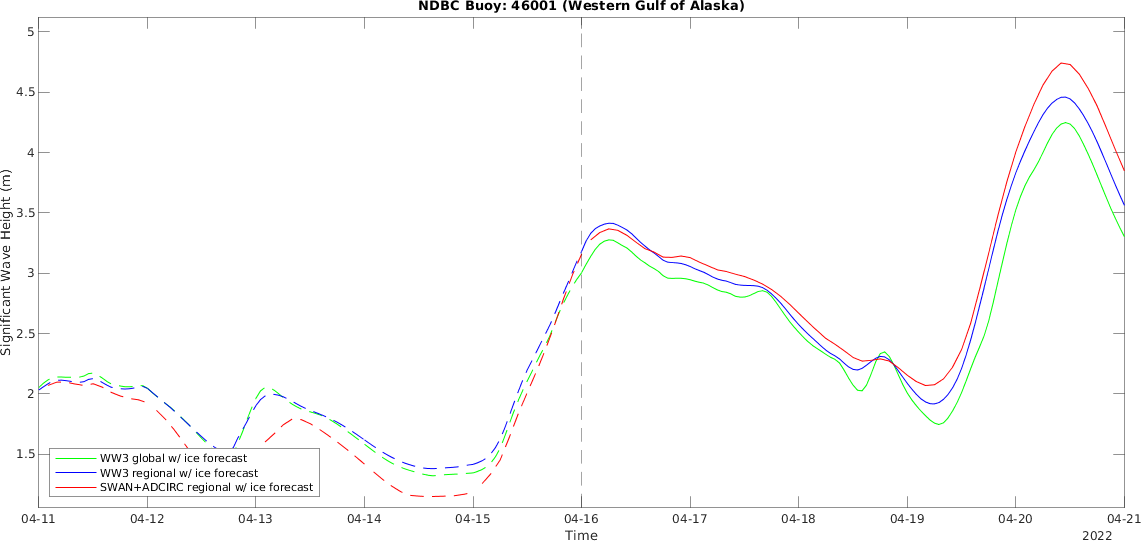 NDBC Buoy: 46001 (Western Gulf of Alaska)
Significant Wave Height (m)
5
4.5
4
3.5
3
2.5
2
1.5
WW3 global w/ ice forecast
WW3 regional w/ ice forecast
SWAN+ADCIRC regional w/ ice forecast
04-11 04-12 04-13 04-14 04-15 04-16 04-17 04-18 04-19 04-20 04-21
Time
2022